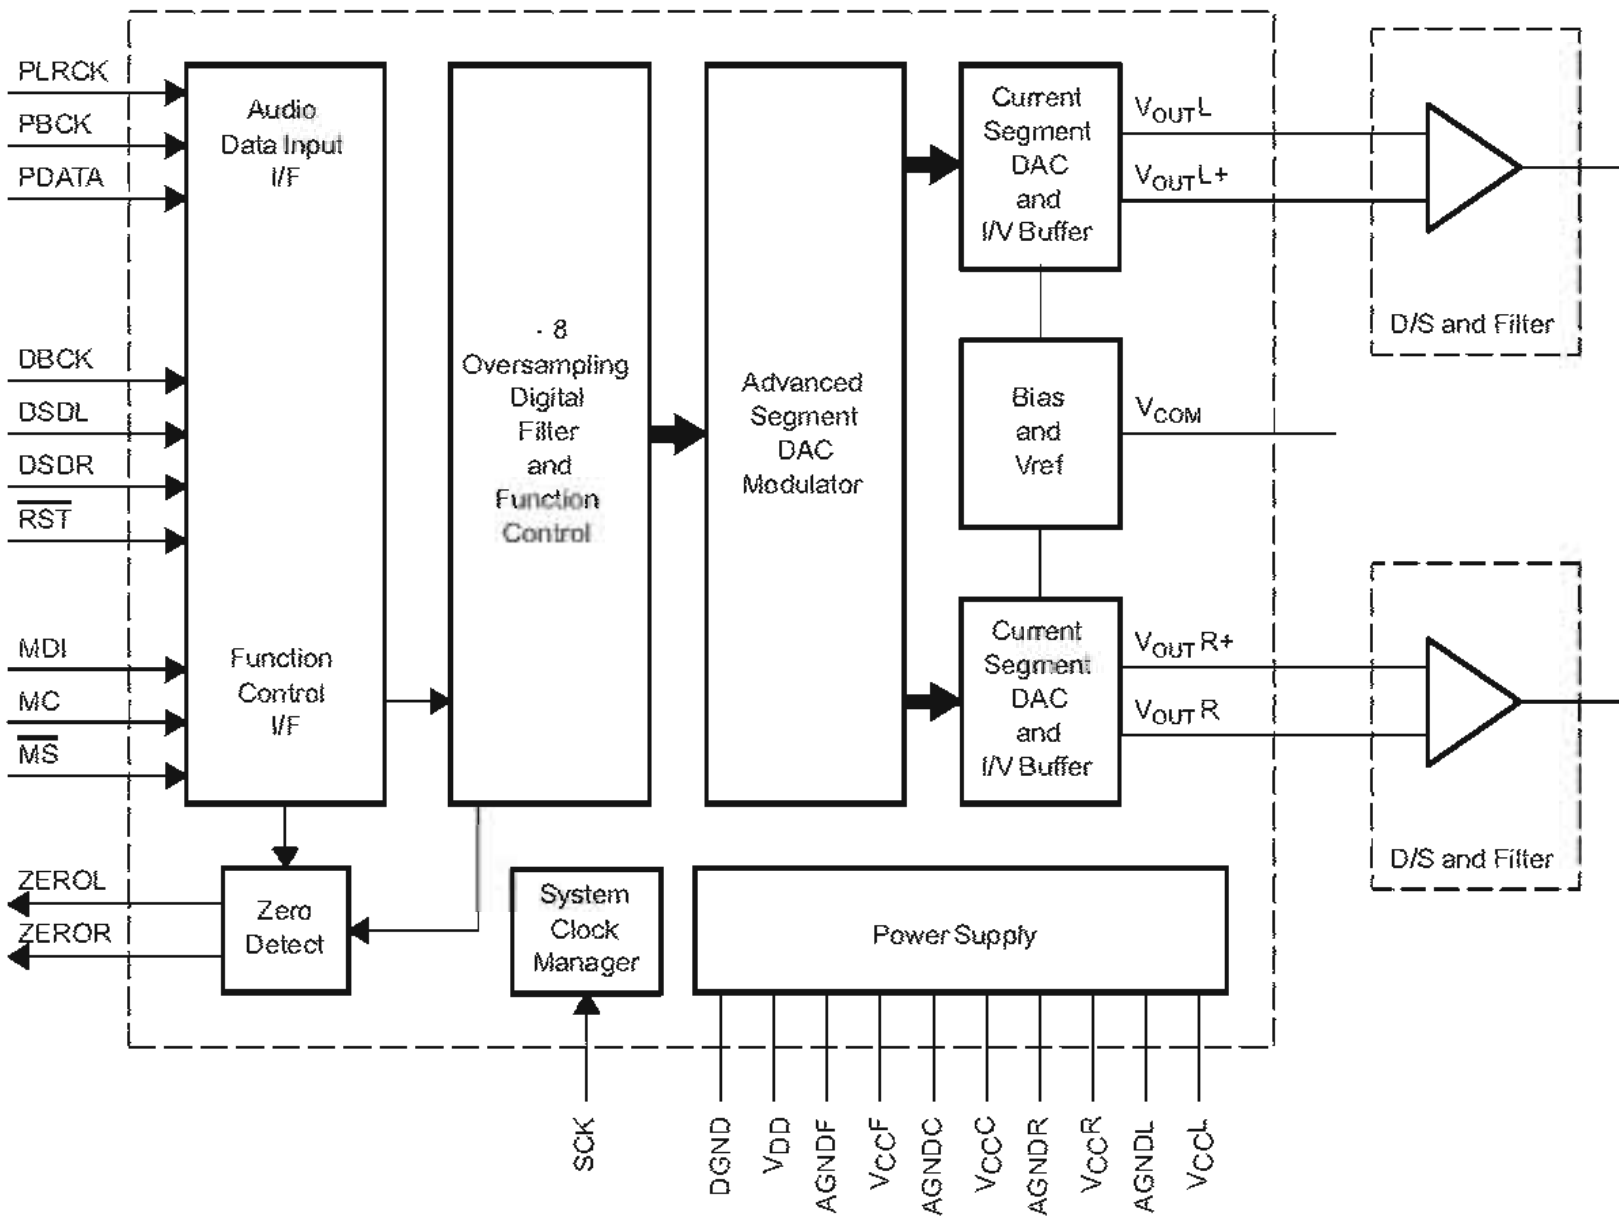 PLRCK
PBCK
PDATA
DBCK
DSDL
DSDR
RST
MDI
MC
MS
ZEROL
ZEROR
Audio
Data Input
I/F
Function
Control
I/F
- 8
Oversampling
Digital
Filter
and
Function
Control
Advanced
Segment
DAC
Modulator
Current
Segment
DAC
and
I/V Buffer
Bias
and
Vref
Current
Segment
DAC
and
I/V Buffer
VOUTL
VOUTL+
VCOM
VOUTR+
VOUTR
D/S and Filter
D/S and Filter
Zero
Detect
System
Clock
Manager
Power Supply
SCK
DGND
VDD
AGNDF
VCCF
AGNDC
VCCC
AGNDR
VCCR
AGNDL
VCCL